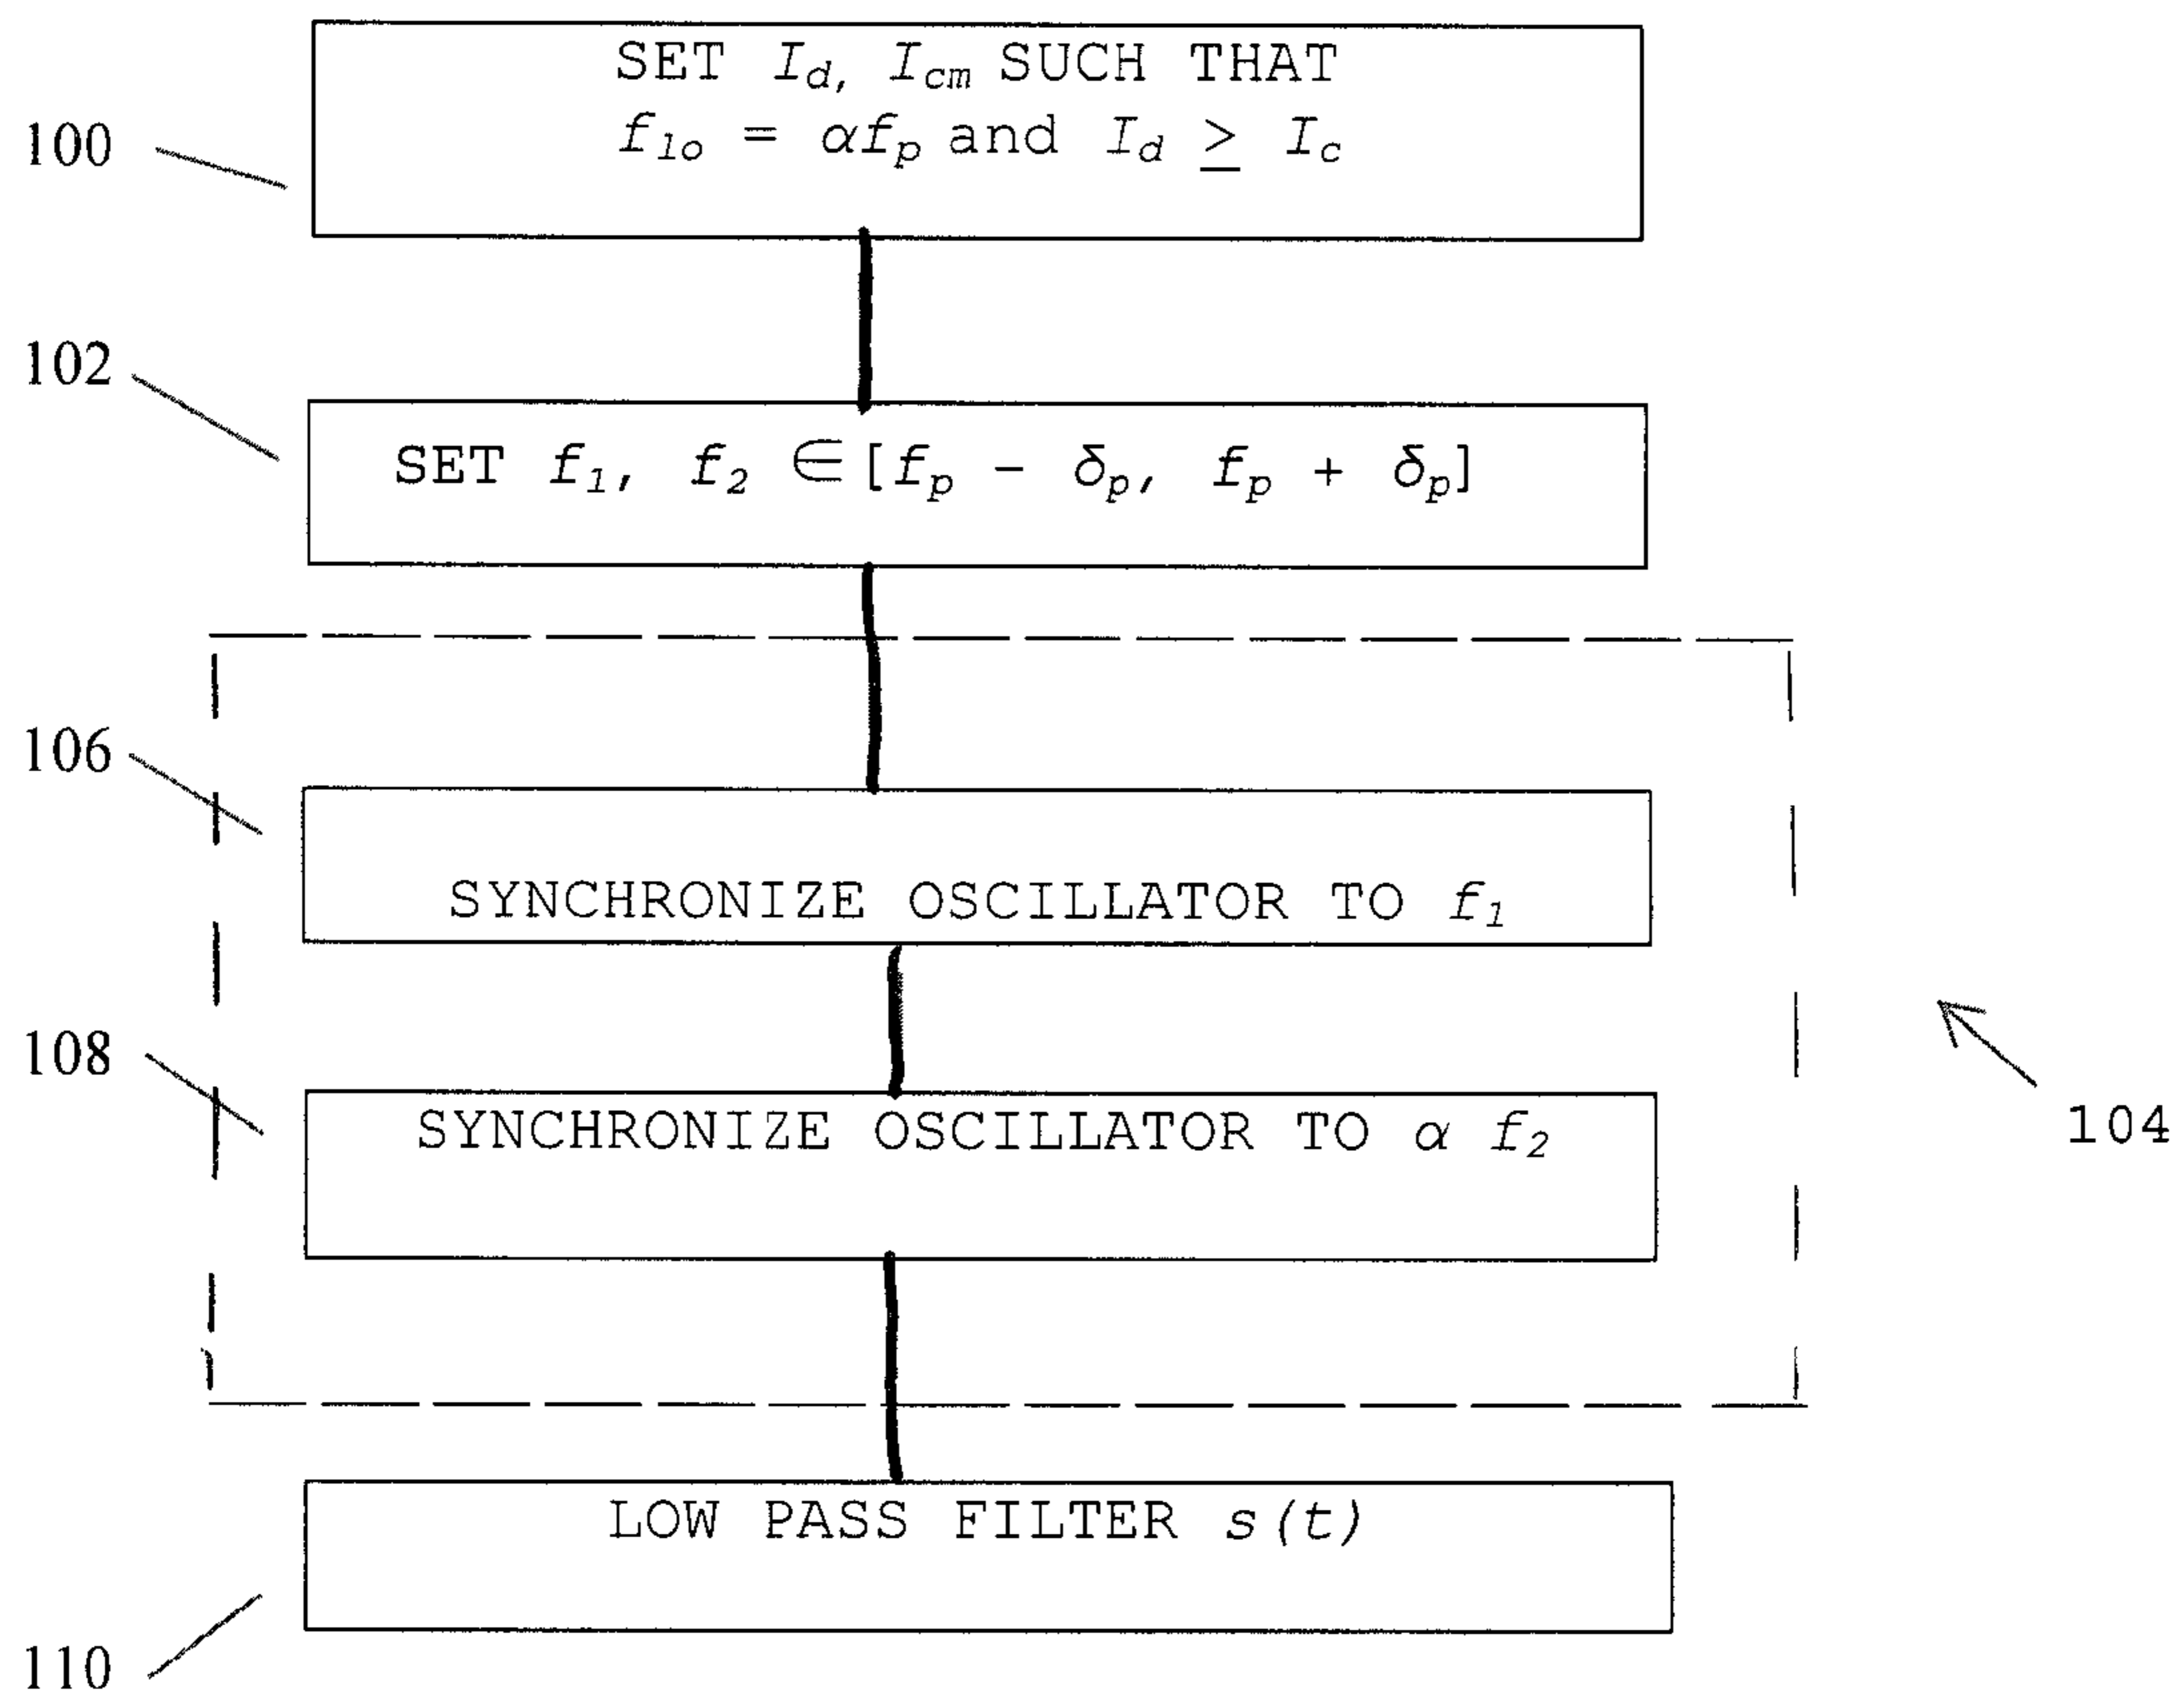 SET I_d, I_cm SUCH THAT
100
f_lo = αf_p and I_d ≥ I_c
102
SET f_1, f_2 ∈ [f_p - δ_p, f_p + δ_p]
106
SYNCHRONIZE OSCILLATOR TO f_1
108
SYNCHRONIZE OSCILLATOR TO α f_2
104
LOW PASS FILTER s(t)
110